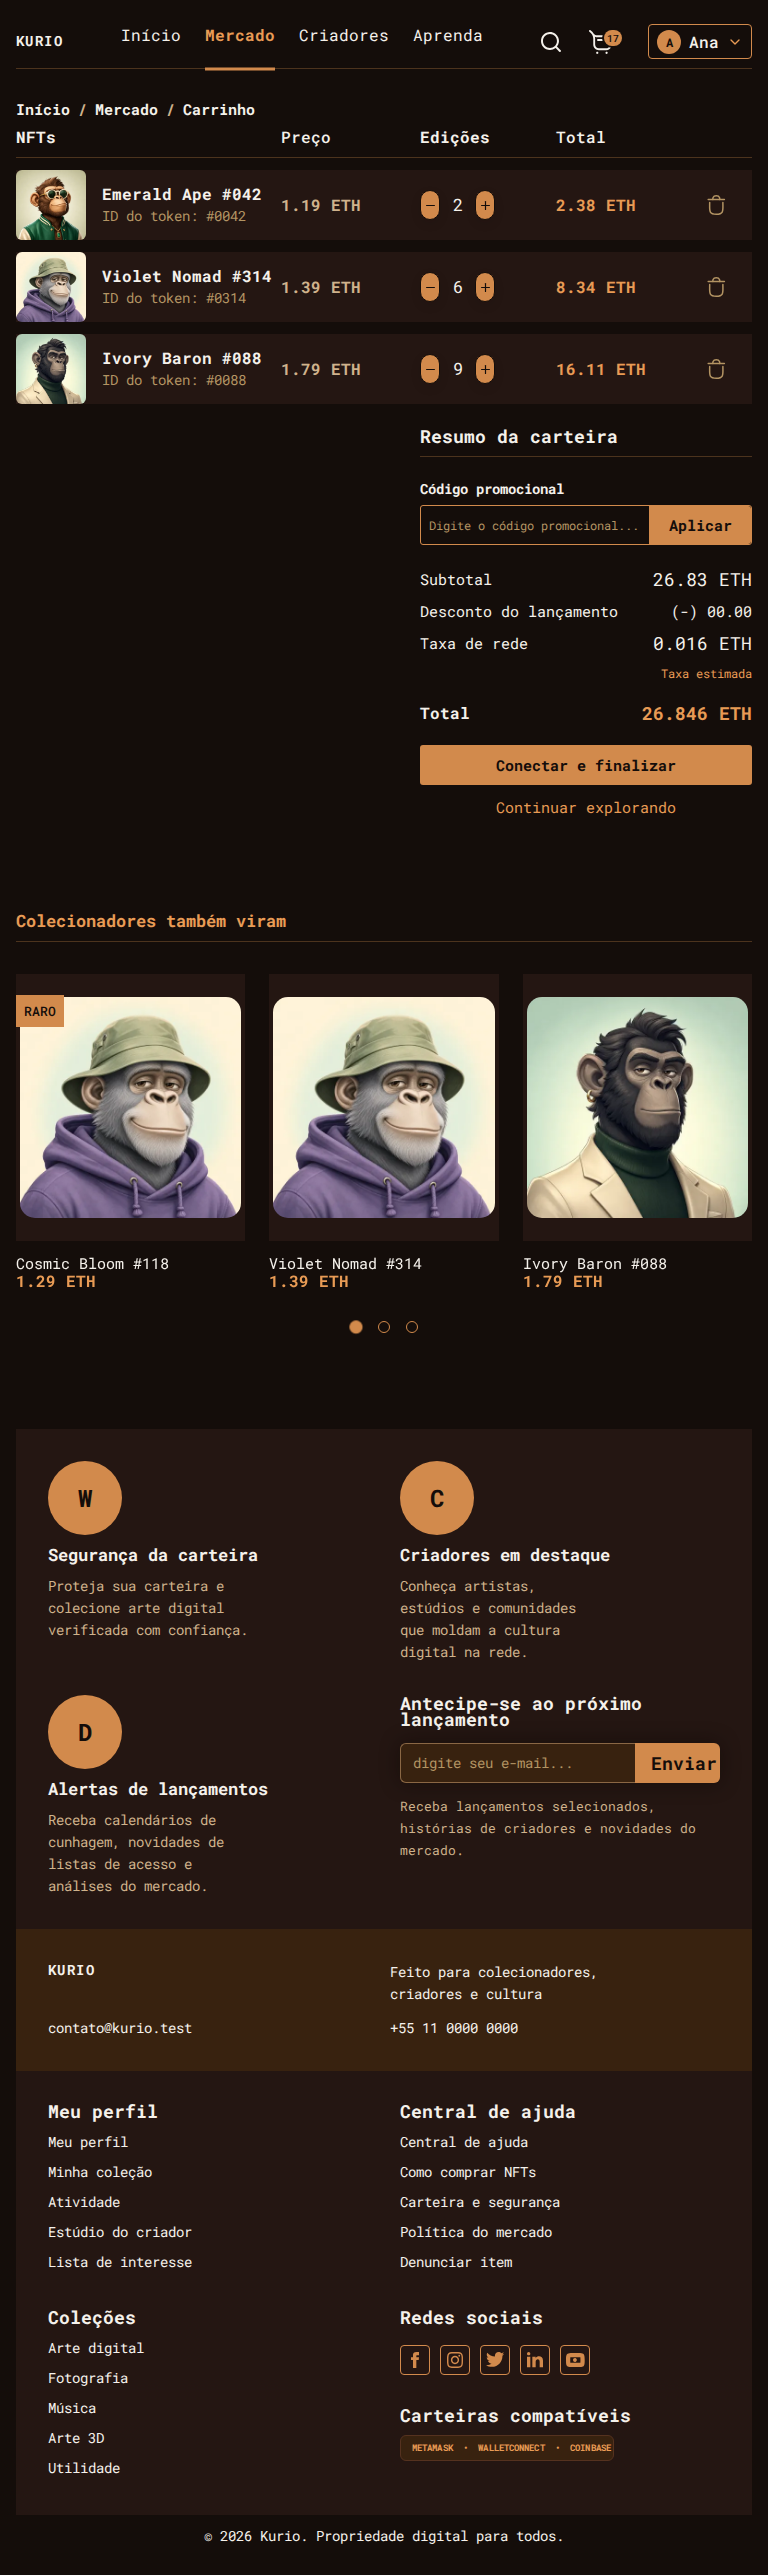 KURIO
Início Mercado Criadores Aprenda
17
A Ana
Início / Mercado / Carrinho
NFTs Preço Edições Total
Emerald Ape #042
ID do token: #0042
1.19 ETH − 2 + 2.38 ETH
Violet Nomad #314
ID do token: #0314
1.39 ETH − 6 + 8.34 ETH
Ivory Baron #088
ID do token: #0088
1.79 ETH − 9 + 16.11 ETH
Resumo da carteira
Código promocional
Digite o código promocional... Aplicar
Subtotal 26.83 ETH
Desconto do lançamento (-) 00.00
Taxa de rede 0.016 ETH
Taxa estimada
Total 26.846 ETH
Conectar e finalizar
Continuar explorando
Colecionadores também viram
RARO
Cosmic Bloom #118
1.29 ETH
Violet Nomad #314
1.39 ETH
Ivory Baron #088
1.79 ETH
W
Segurança da carteira
Proteja sua carteira e
colecione arte digital
verificada com confiança.
C
Criadores em destaque
Conheça artistas,
estúdios e comunidades
que moldam a cultura
digital na rede.
D
Alertas de lançamentos
Receba calendários de
cunhagem, novidades de
listas de acesso e
análises do mercado.
Antecipe-se ao próximo
lançamento
digite seu e-mail... Enviar
Receba lançamentos selecionados,
histórias de criadores e novidades do
mercado.
KURIO
Feito para colecionadores,
criadores e cultura
contato@kurio.test
+55 11 0000 0000
Meu perfil
Meu perfil
Minha coleção
Atividade
Estúdio do criador
Lista de interesse
Central de ajuda
Central de ajuda
Como comprar NFTs
Carteira e segurança
Política do mercado
Denunciar item
Coleções
Arte digital
Fotografia
Música
Arte 3D
Utilidade
Redes sociais
Carteiras compatíveis
METAMASK • WALLETCONNECT • COINBASE
© 2026 Kurio. Propriedade digital para todos.